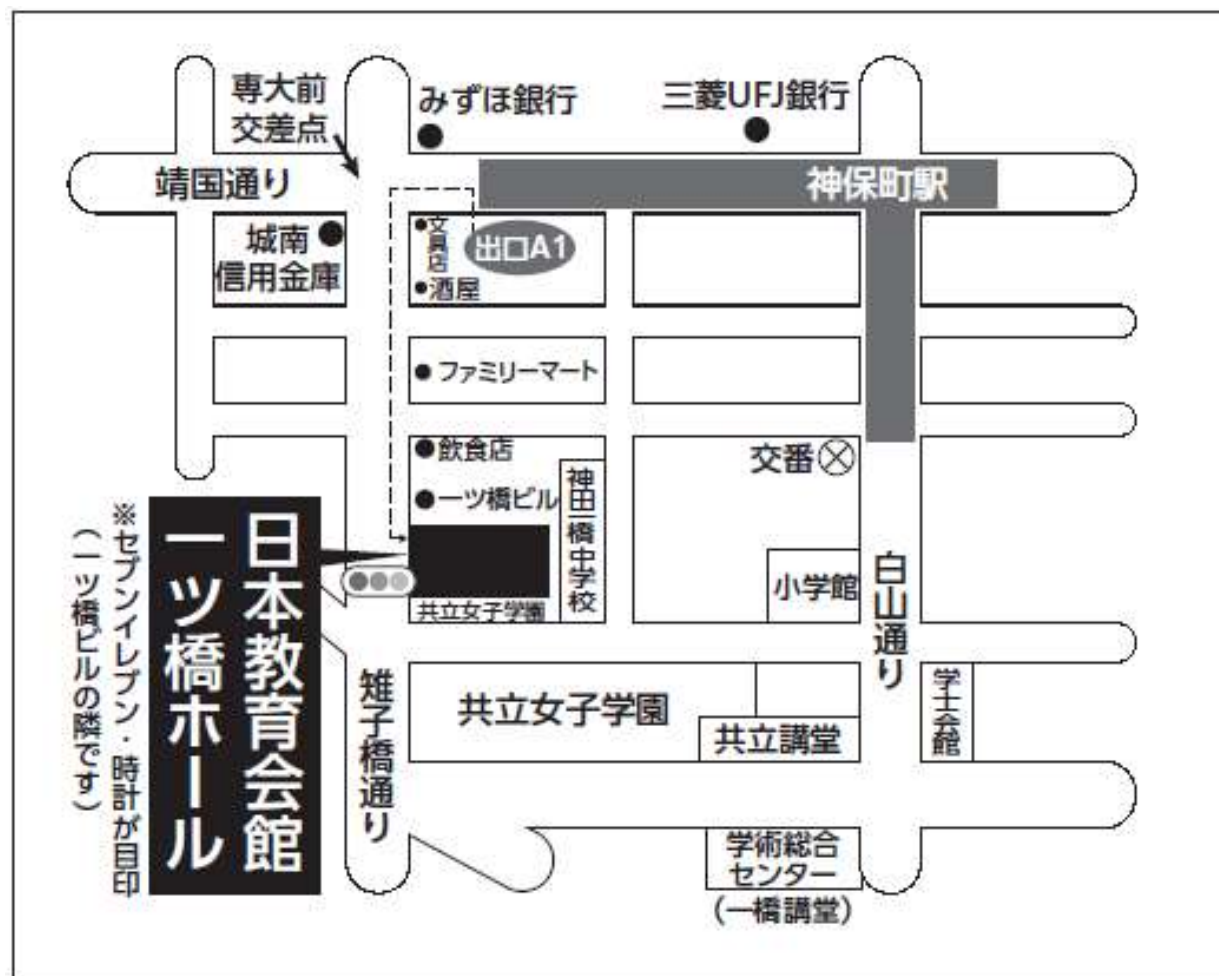 専大前
交差点
みずほ銀行
三菱UFJ銀行
靖国通り
神保町駅
城南
信用金庫
文具店
出口A1
酒屋
ファミリーマート
飲食店
一ツ橋ビル
神田一橋中学校
交番
日本教育会館
一ツ橋ホール
※セブンイレブン・時計が目印
(一ツ橋ビルの隣です)
共立女子学園
小学館
白山通り
雉子橋通り
共立女子学園
共立講堂
学士会館
学術総合
センター
(一橋講堂)